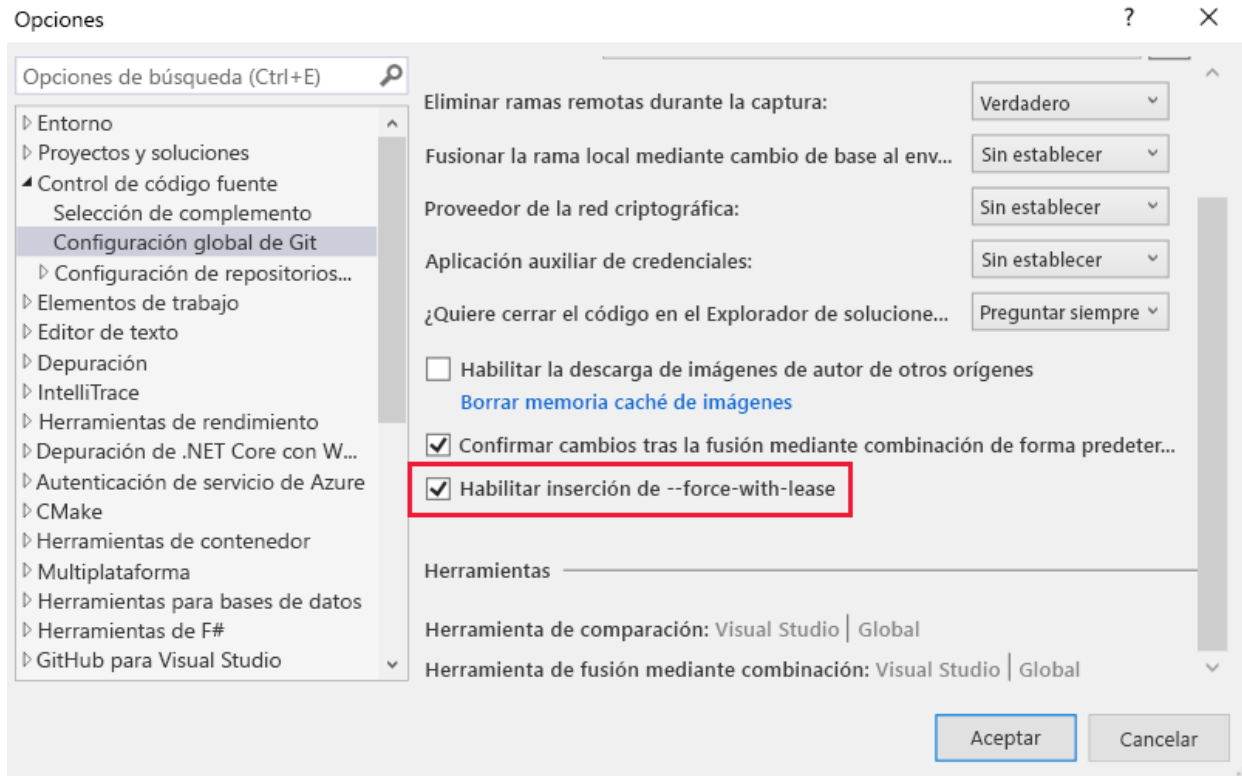 Opciones
?
Opciones de búsqueda (Ctrl+E)
Entorno
Proyectos y soluciones
Control de código fuente
Selección de complemento
Configuración global de Git
Configuración de repositorios...
Elementos de trabajo
Editor de texto
Depuración
IntelliTrace
Herramientas de rendimiento
Depuración de .NET Core con W...
Autenticación de servicio de Azure
CMake
Herramientas de contenedor
Multiplataforma
Herramientas para bases de datos
Herramientas de F#
GitHub para Visual Studio
Eliminar ramas remotas durante la captura: Verdadero
Fusionar la rama local mediante cambio de base al env... Sin establecer
Proveedor de la red criptográfica: Sin establecer
Aplicación auxiliar de credenciales: Sin establecer
¿Quiere cerrar el código en el Explorador de solucione... Preguntar siempre
Habilitar la descarga de imágenes de autor de otros orígenes
Borrar memoria caché de imágenes
Confirmar cambios tras la fusión mediante combinación de forma predeter...
Habilitar inserción de --force-with-lease
Herramientas
Herramienta de comparación: Visual Studio | Global
Herramienta de fusión mediante combinación: Visual Studio | Global
Aceptar Cancelar